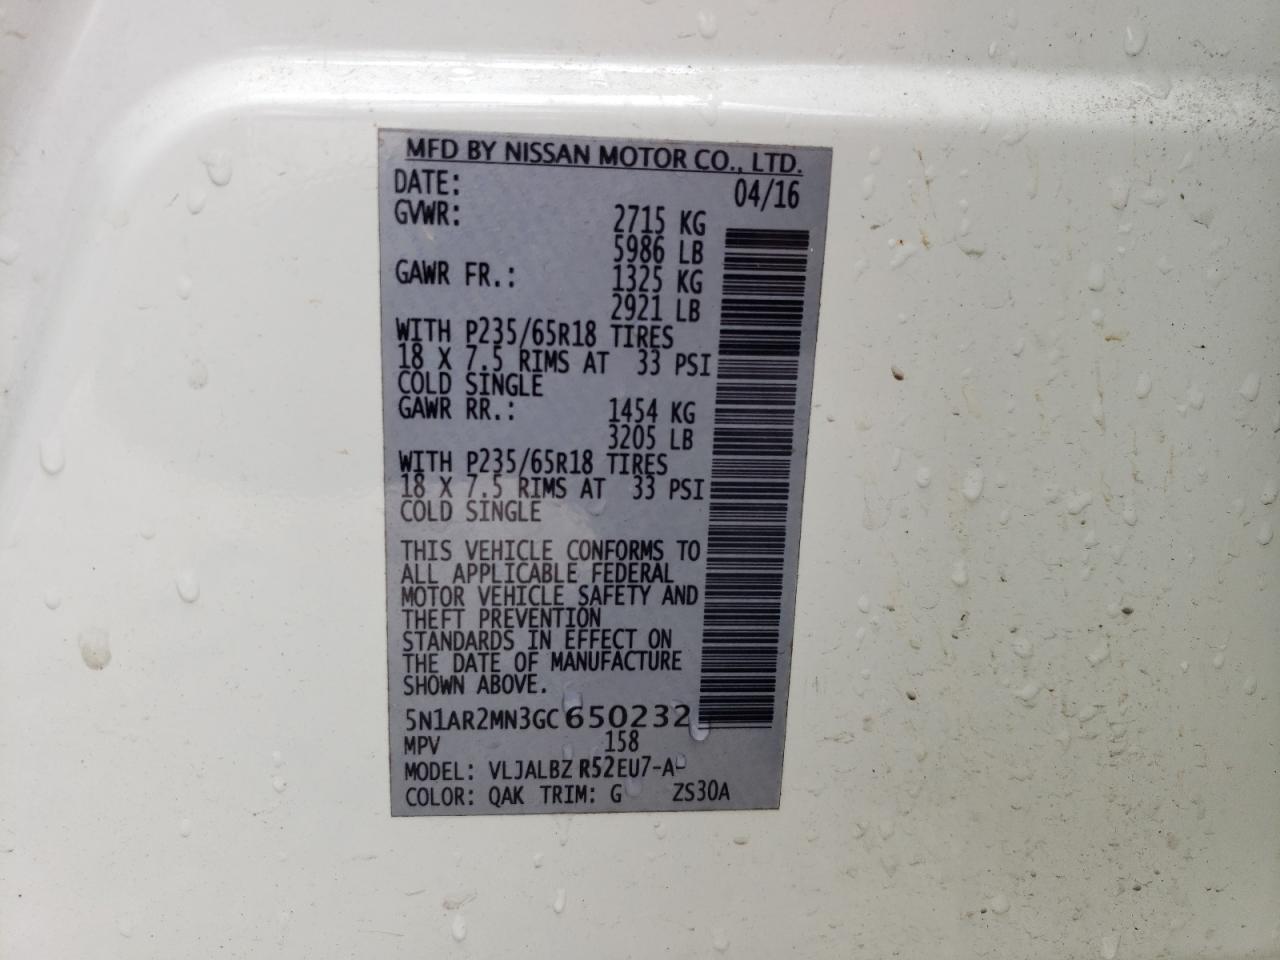 MFD BY NISSAN MOTOR CO., LTD.
DATE: 04/16
GVWR: 2715 KG
5986 LB
GAWR FR.: 1325 KG
2921 LB
WITH P235/65R18 TIRES
18 X 7.5 RIMS AT 33 PSI
COLD SINGLE
GAWR RR.: 1454 KG
3205 LB
WITH P235/65R18 TIRES
18 X 7.5 RIMS AT 33 PSI
COLD SINGLE
THIS VEHICLE CONFORMS TO
ALL APPLICABLE FEDERAL
MOTOR VEHICLE SAFETY AND
THEFT PREVENTION
STANDARDS IN EFFECT ON
THE DATE OF MANUFACTURE
SHOWN ABOVE.
5N1AR2MN3GC650232
MPV 158
MODEL: VLJALBZ R52EU7-A-
COLOR: QAK TRIM: G ZS30A